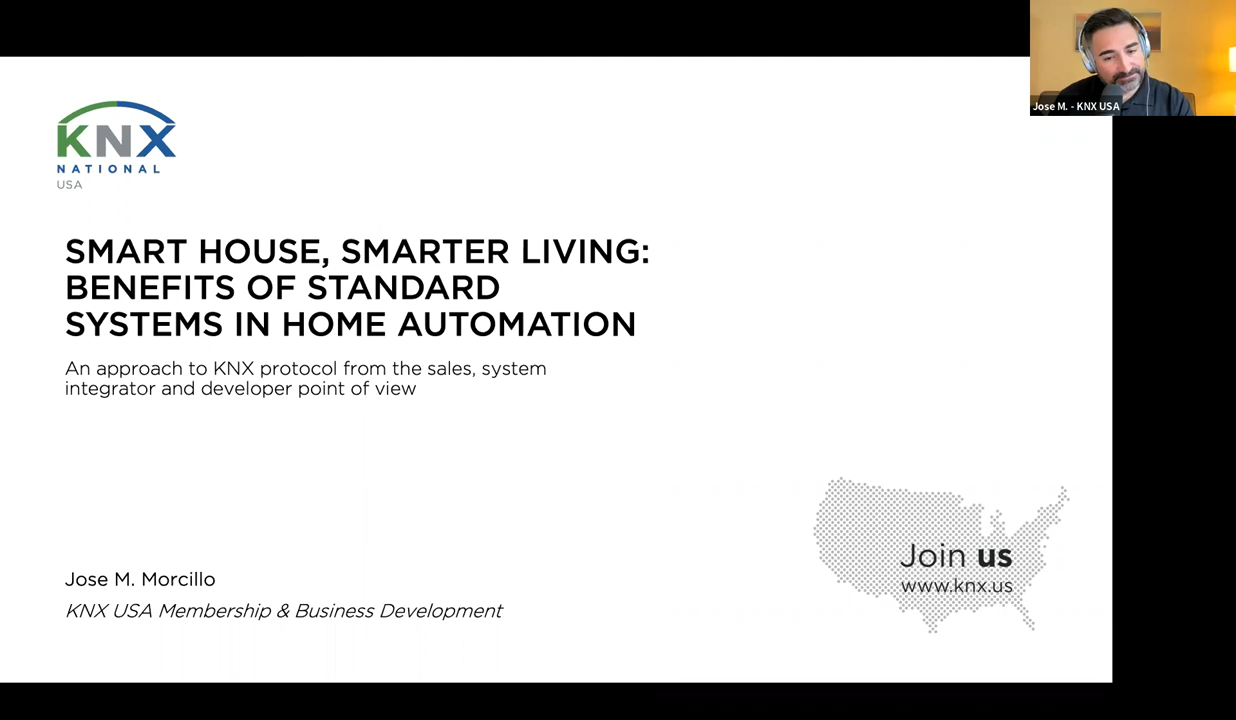 Jose M. - KNX USA
KNX
NATIONAL
USA
SMART HOUSE, SMARTER LIVING:
BENEFITS OF STANDARD
SYSTEMS IN HOME AUTOMATION
An approach to KNX protocol from the sales, system
integrator and developer point of view
Join us
www.knx.us
Jose M. Morcillo
KNX USA Membership & Business Development